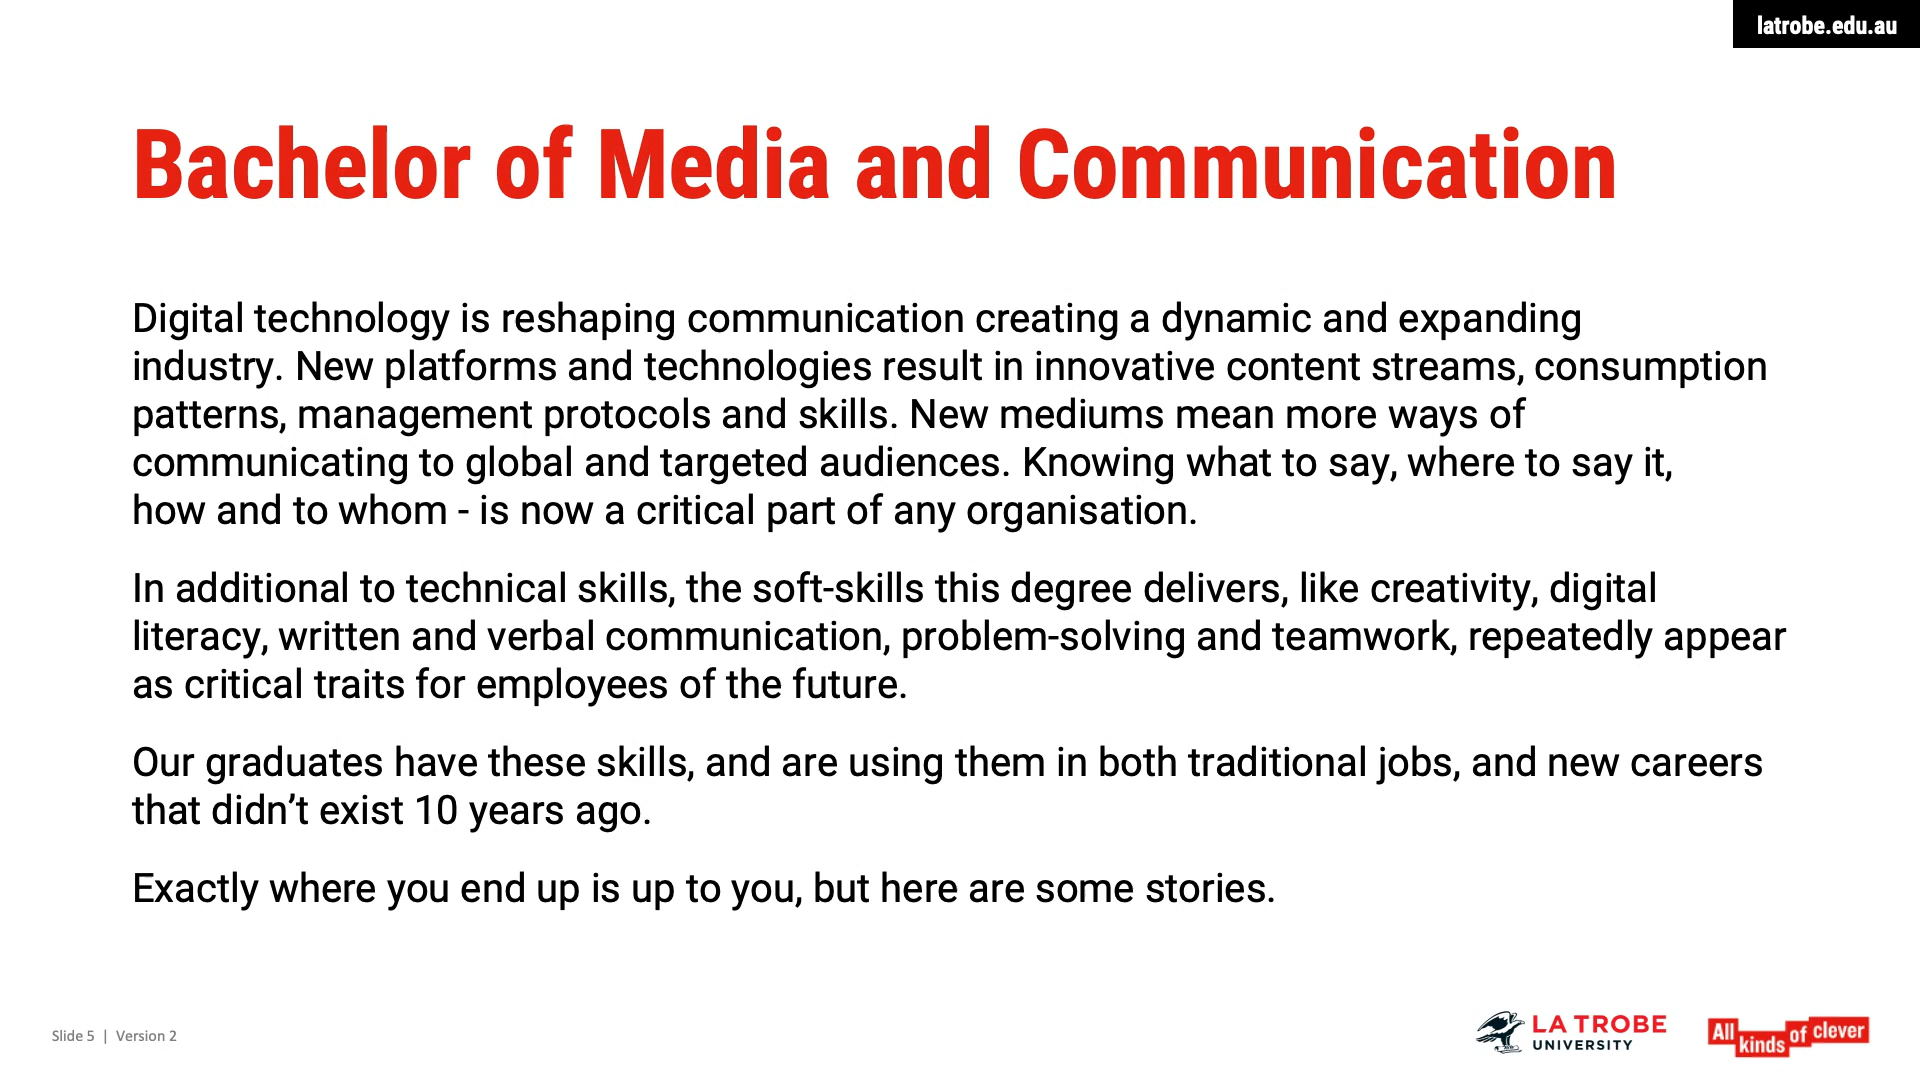 latrobe.edu.au
Bachelor of Media and Communication
Digital technology is reshaping communication creating a dynamic and expanding
industry. New platforms and technologies result in innovative content streams, consumption
patterns, management protocols and skills. New mediums mean more ways of
communicating to global and targeted audiences. Knowing what to say, where to say it,
how and to whom - is now a critical part of any organisation.
In additional to technical skills, the soft-skills this degree delivers, like creativity, digital
literacy, written and verbal communication, problem-solving and teamwork, repeatedly appear
as critical traits for employees of the future.
Our graduates have these skills, and are using them in both traditional jobs, and new careers
that didn’t exist 10 years ago.
Exactly where you end up is up to you, but here are some stories.
Slide 5 | Version 2
LA TROBE
UNIVERSITY
All kinds of clever